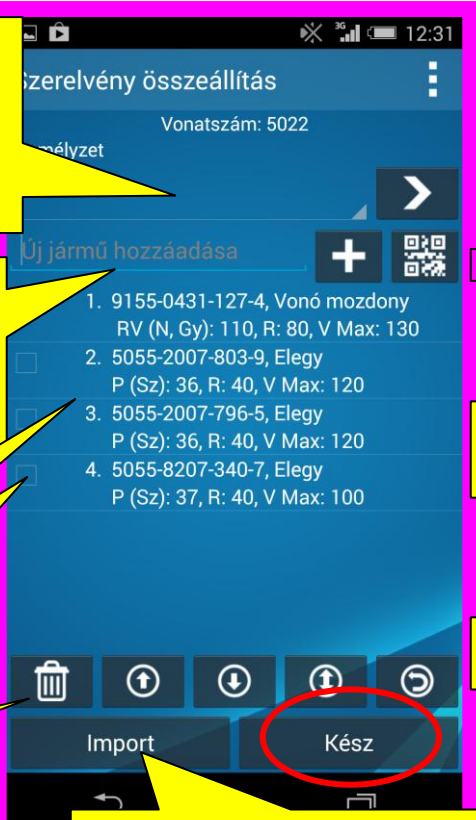 3G 12:31
Szerelvény összeállítás
Vonatszám: 5022
Új jármű hozzáadása
1. 9155-0431-127-4, Vonó mozdony
RV (N, Gy): 110, R: 80, V Max: 130
2. 5055-2007-803-9, Elegy
P (Sz): 36, R: 40, V Max: 120
3. 5055-2007-796-5, Elegy
P (Sz): 36, R: 40, V Max: 120
4. 5055-8207-340-7, Elegy
P (Sz): 37, R: 40, V Max: 100
Import
Kész